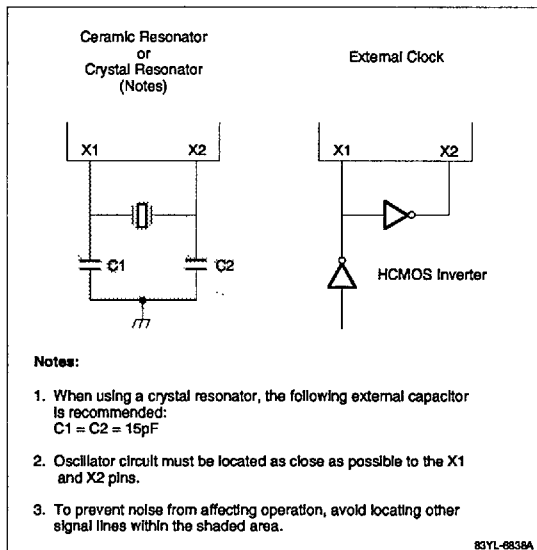 Ceramic Resonator
or
Crystal Resonator
(Notes)
External Clock
X1
X2
X1
X2
C1
C2
HCMOS Inverter
Notes:
1. When using a crystal resonator, the following external capacitor
is recommended:
C1 = C2 = 15pF
2. Oscillator circuit must be located as close as possible to the X1
and X2 pins.
3. To prevent noise from affecting operation, avoid locating other
signal lines within the shaded area.
83YL-6838A